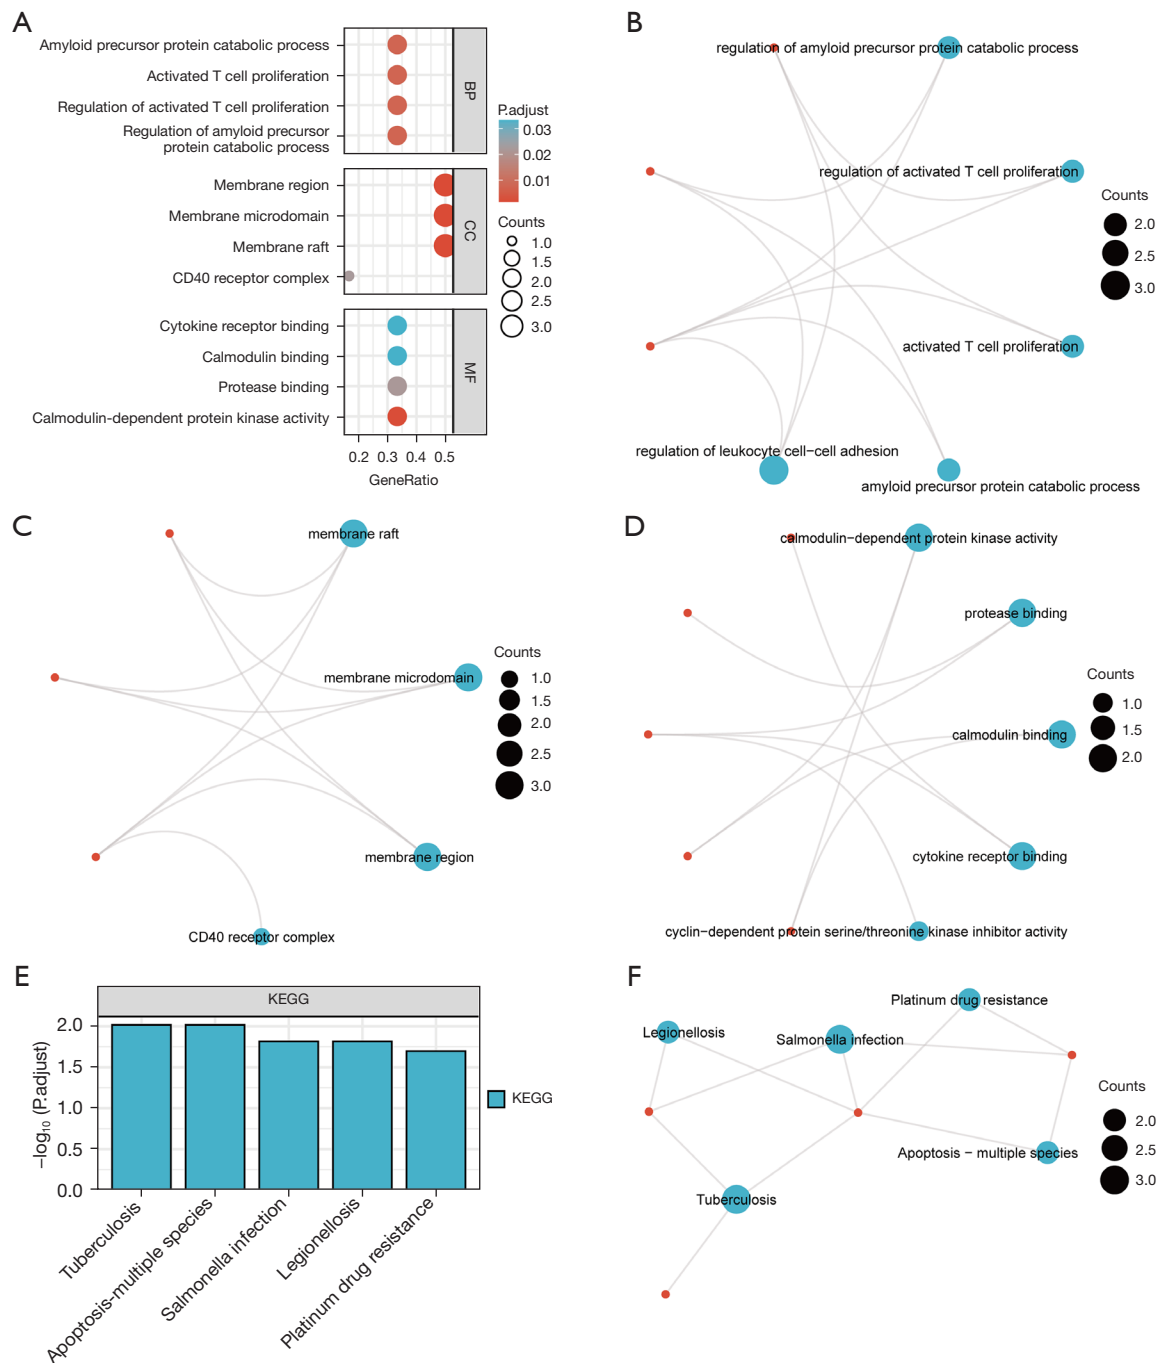 A
Amyloid precursor protein catabolic process
Activated T cell proliferation
Regulation of activated T cell proliferation
Regulation of amyloid precursor
protein catabolic process
BP
Membrane region
Membrane microdomain
Membrane raft
CD40 receptor complex
CC
Cytokine receptor binding
Calmodulin binding
Protease binding
Calmodulin-dependent protein kinase activity
MF
0.2 0.3 0.4 0.5
GeneRatio
P.adjust
0.03
0.02
0.01
Counts
1.0
1.5
2.0
2.5
3.0
B
regulation of amyloid precursor protein catabolic process
regulation of activated T cell proliferation
activated T cell proliferation
regulation of leukocyte cell−cell adhesion
amyloid precursor protein catabolic process
Counts
2.0
2.5
3.0
C
membrane raft
membrane microdomain
membrane region
CD40 receptor complex
Counts
1.0
1.5
2.0
2.5
3.0
D
calmodulin−dependent protein kinase activity
protease binding
calmodulin binding
cytokine receptor binding
cyclin−dependent protein serine/threonine kinase inhibitor activity
Counts
1.0
1.5
2.0
E
KEGG
2.0
1.5
1.0
0.5
0.0
−log10 (P.adjust)
Tuberculosis
Apoptosis-multiple species
Salmonella infection
Legionellosis
Platinum drug resistance
KEGG
F
Platinum drug resistance
Legionellosis
Salmonella infection
Apoptosis − multiple species
Tuberculosis
Counts
2.0
2.5
3.0